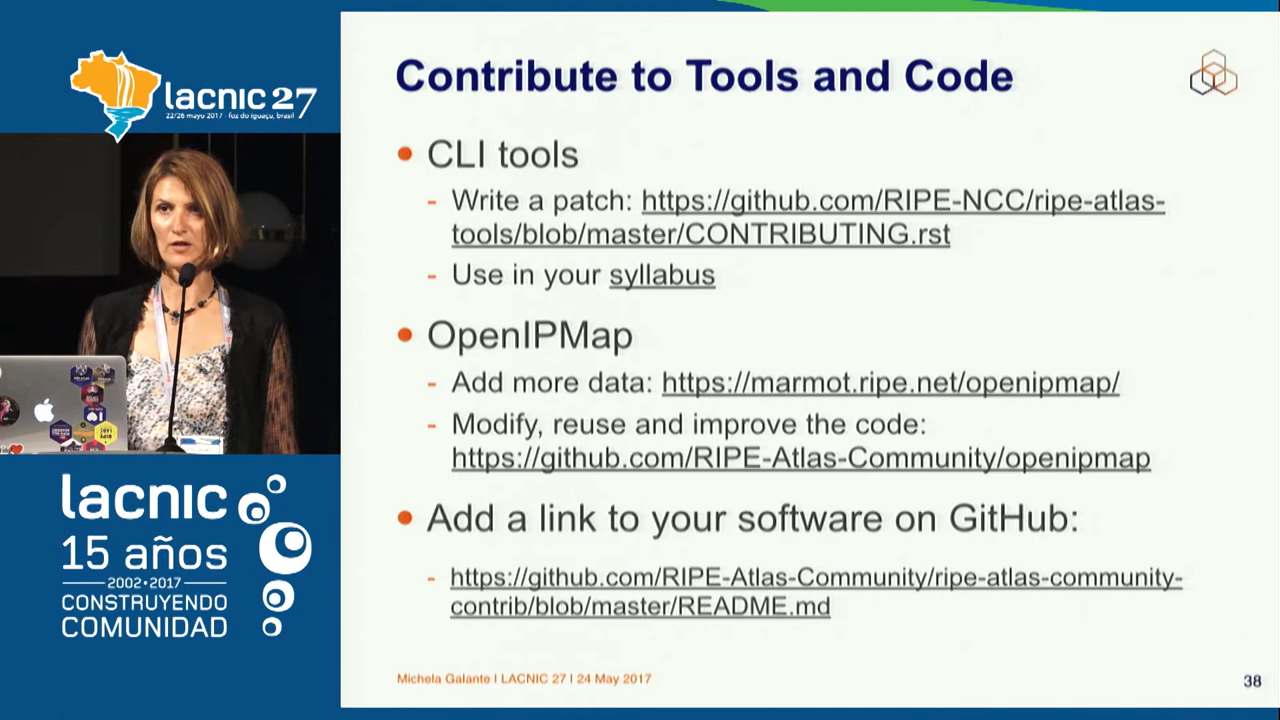 lacnic 27
22/26 mayo 2017 - foz do iguaçu, brasil
lacnic
15 años
2002•2017
CONSTRUYENDO
COMUNIDAD
Contribute to Tools and Code
• CLI tools
- Write a patch: https://github.com/RIPE-NCC/ripe-atlas-
tools/blob/master/CONTRIBUTING.rst
- Use in your syllabus
• OpenIPMap
- Add more data: https://marmot.ripe.net/openipmap/
- Modify, reuse and improve the code:
https://github.com/RIPE-Atlas-Community/openipmap
• Add a link to your software on GitHub:
- https://github.com/RIPE-Atlas-Community/ripe-atlas-community-
contrib/blob/master/README.md
Michela Galante | LACNIC 27 | 24 May 2017
38